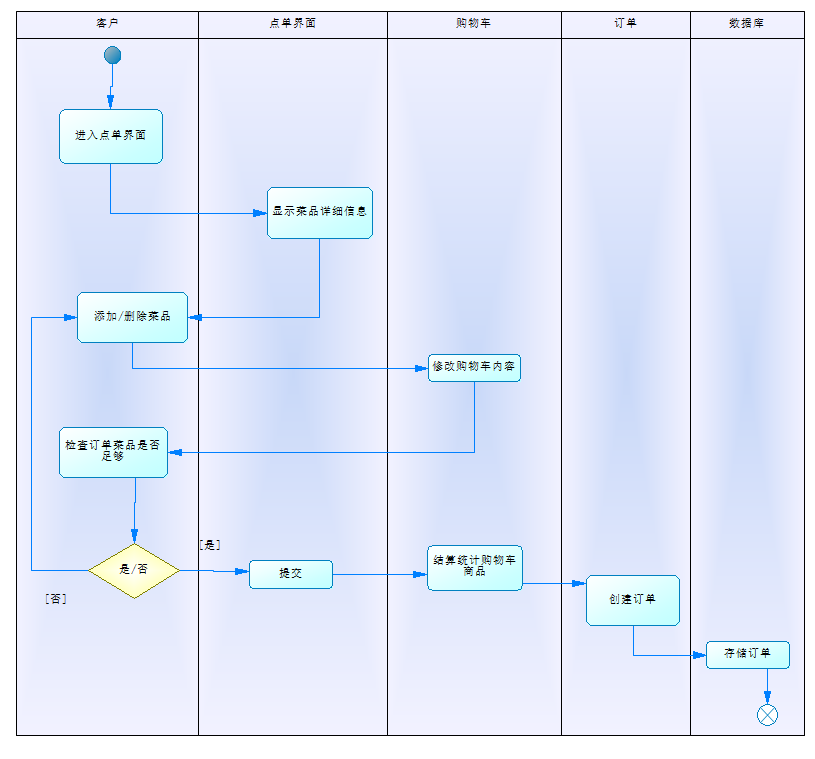 客户
点单界面
购物车
订单
数据库
进入点单界面
显示菜品详细信息
添加/删除菜品
修改购物车内容
检查订单菜品是否
足够
是/否
[是]
[否]
提交
结算统计购物车
商品
创建订单
存储订单